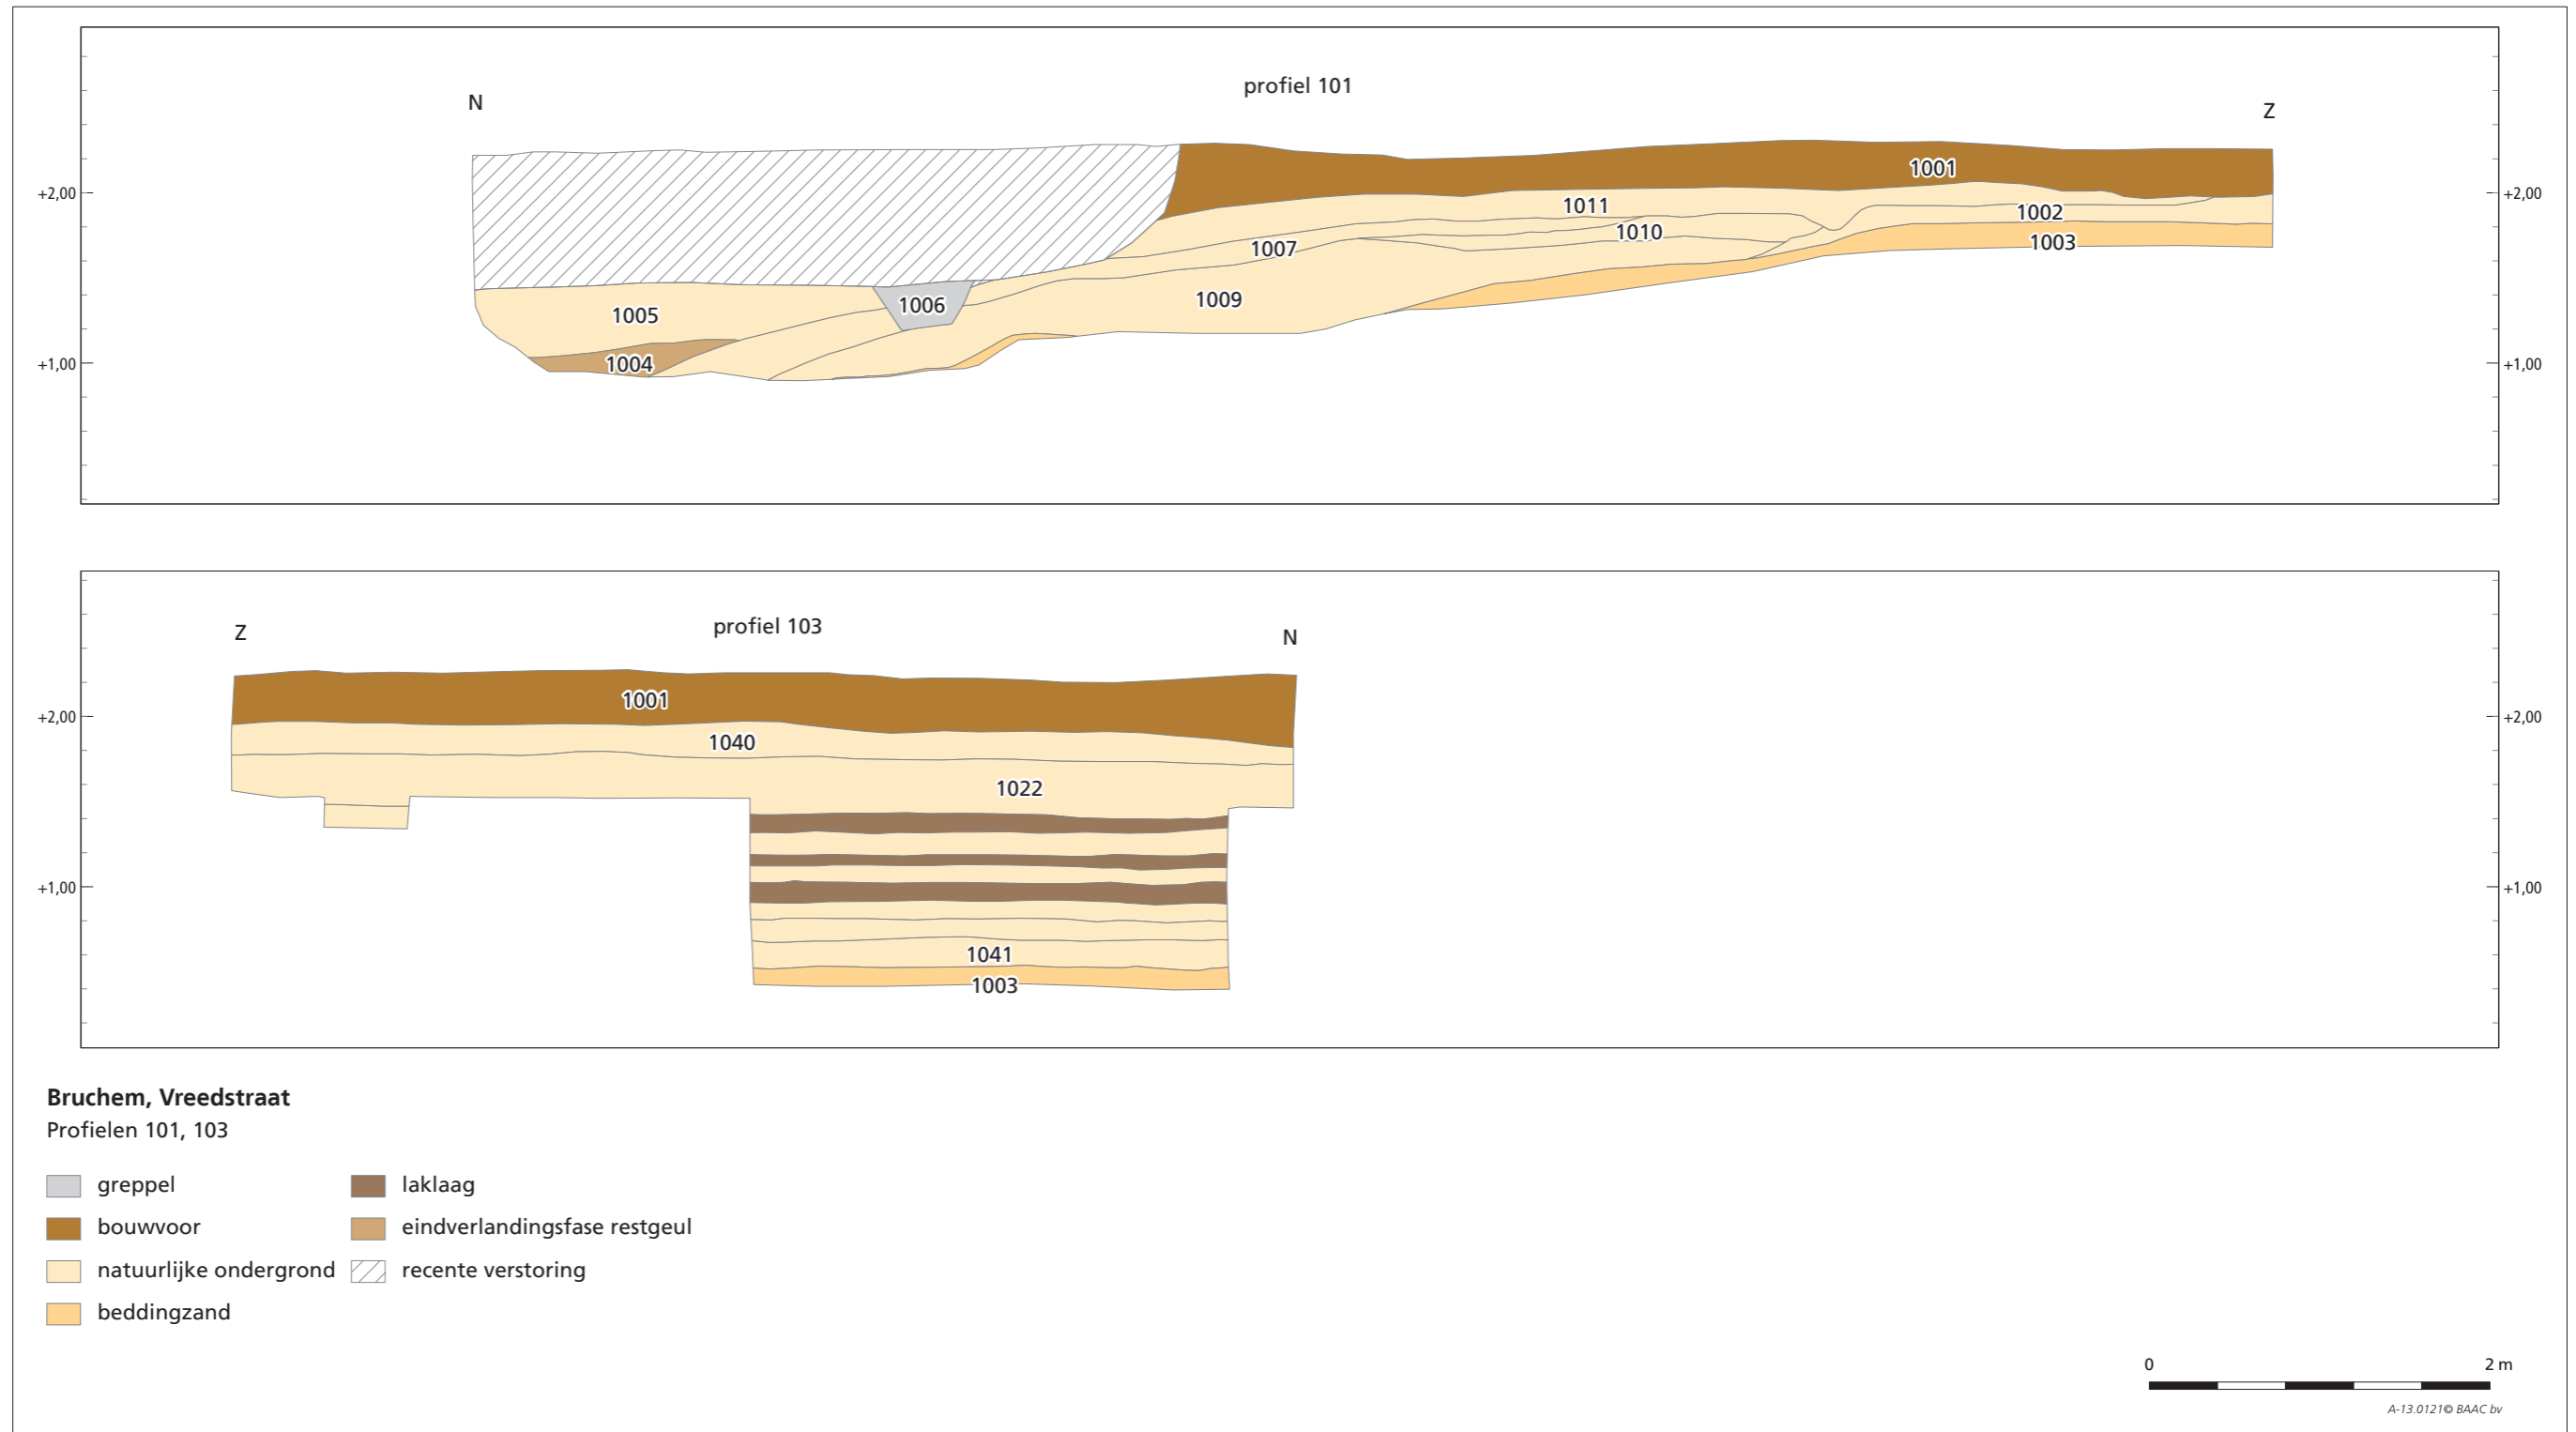 profiel 101
N
Z
1001
+2,00
+2,00
1011
1002
1010
1003
1007
1009
1006
1005
+1,00
1004
+1,00
profiel 103
Z
N
1001
+2,00
+2,00
1040
1022
+1,00
+1,00
1041
1003
Bruchem, Vreedstraat
Profielen 101, 103
greppel
laklaag
bouwvoor
eindverlandingsfase restgeul
natuurlijke ondergrond
recente verstoring
beddingzand
0
2 m
A-13.0121© BAAC bv